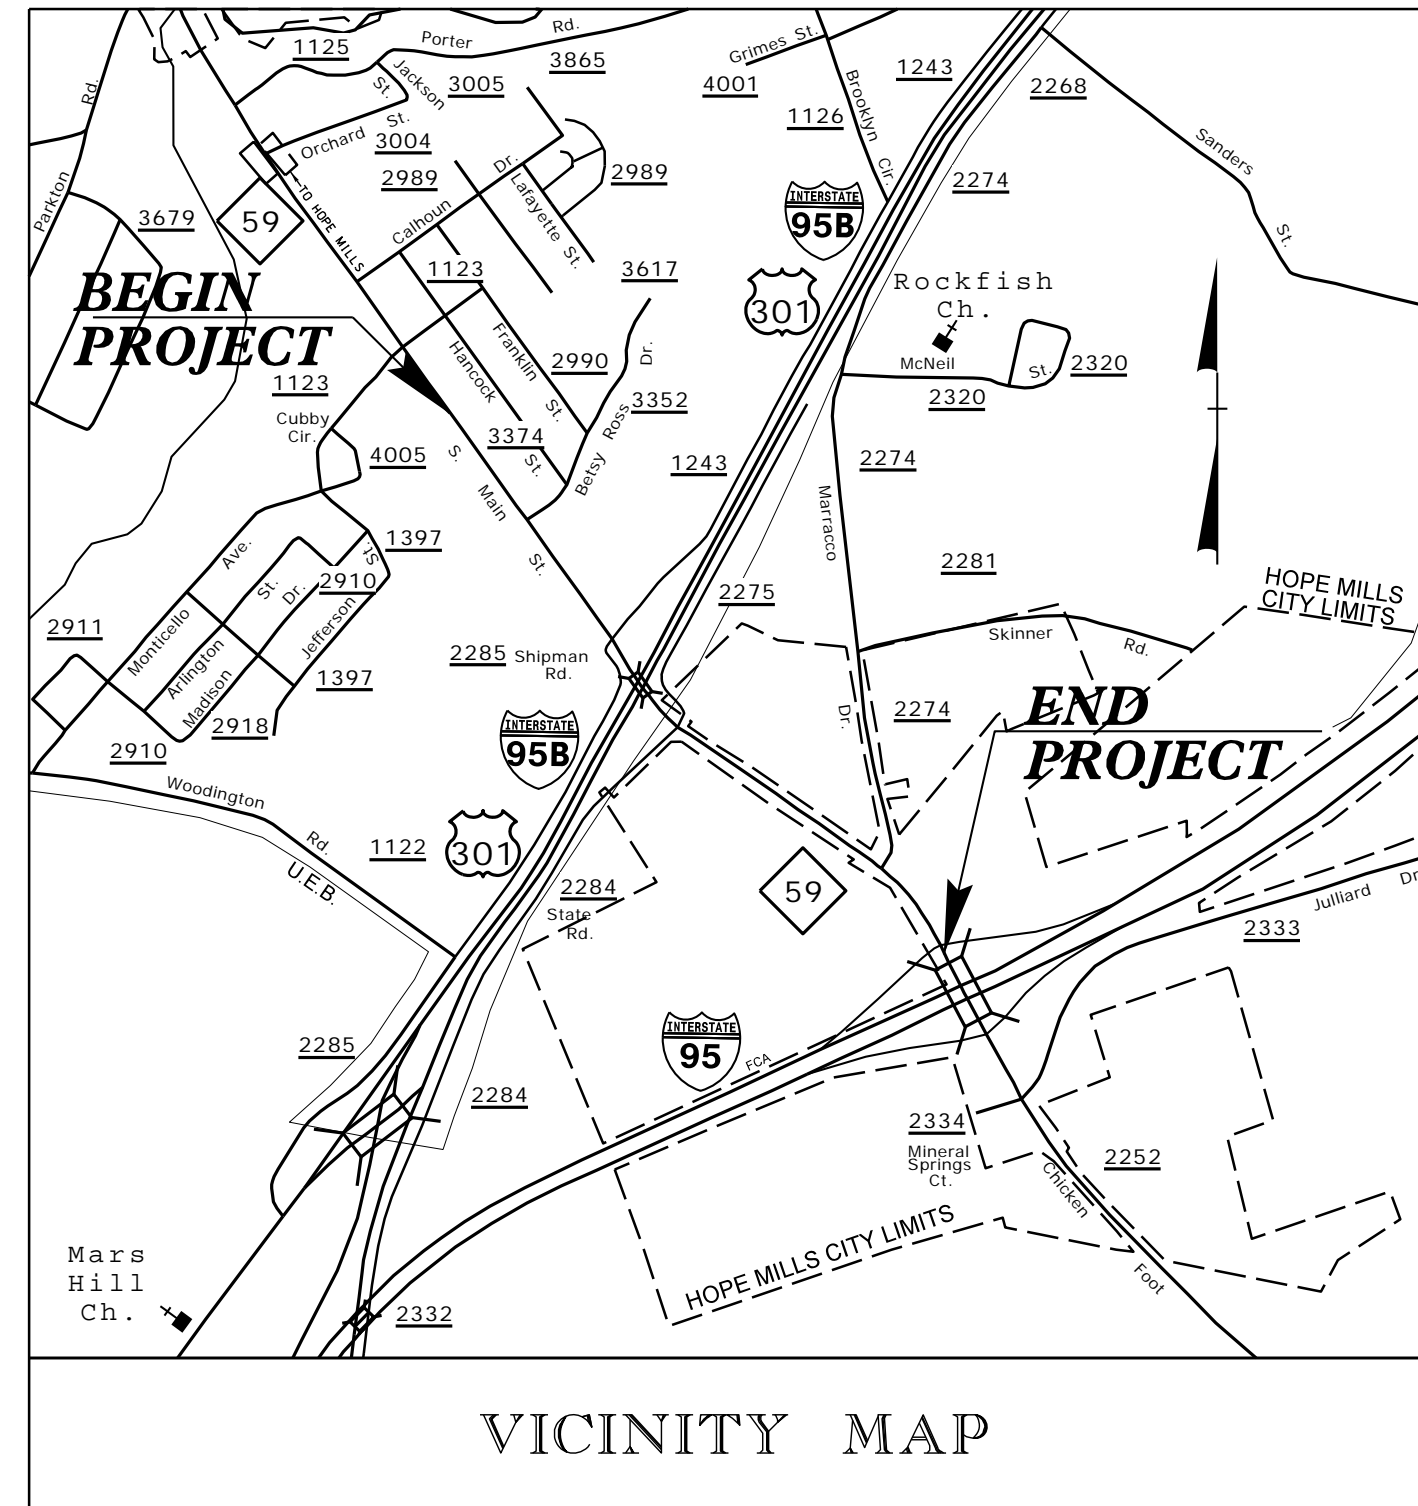 1125
Porter
Rd.
3865
Grimes St.
4001
1243
2268
Rd.
Parkton
St.
Jackson
3005
Brooklyn
Cir.
1126
Sanders
St.
Orchard
St.
3004
2989
Dr.
Calhoun
Lafayette St.
2989
2274
3679
59
TO HOPE MILLS
INTERSTATE
95B
301
Rockfish
Ch.
BEGIN
PROJECT
1123
3617
Franklin
St.
2990
Dr.
Betsy Ross
3352
McNeil
St.
2320
2320
1123
Cubby
Cir.
Hancock
St.
3374
4005
S.
Main
St.
1243
2274
Marracco
Dr.
1397
Ave.
Monticello
St.
Arlington
Dr.
Madison
2910
St.
Jefferson
2275
2281
HOPE MILLS
CITY LIMITS
2911
Skinner
Rd.
2285
Shipman
Rd.
1397
2918
2910
INTERSTATE
95B
2274
END
PROJECT
Woodington
Rd.
U.E.B.
1122
301
2284
State
Rd.
59
Julliard
Dr
2333
2285
INTERSTATE
95
FCA
2284
2334
Mineral
Springs
Ct.
2252
Chicken
Foot
HOPE MILLS CITY LIMITS
Mars
Hill
Ch.
2332
VICINITY MAP